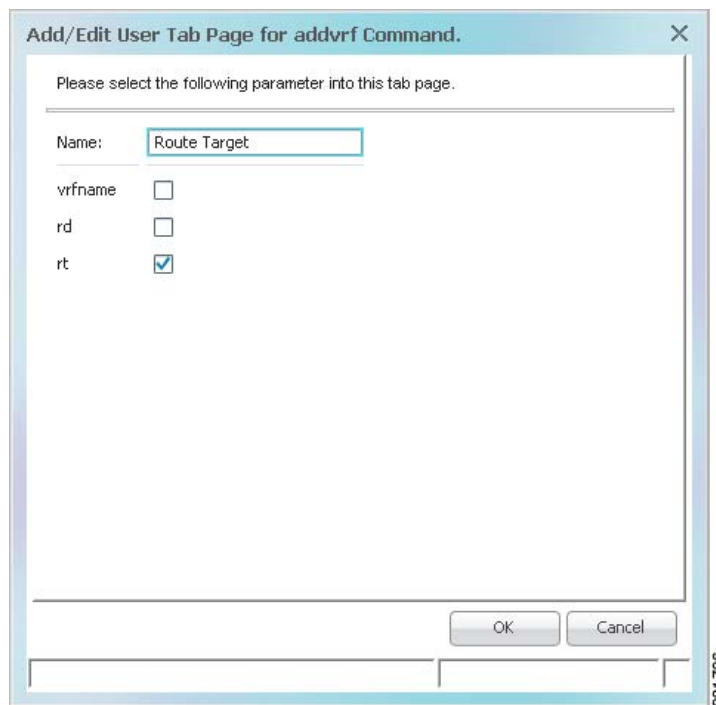 Add/Edit User Tab Page for addvrf Command.
Please select the following parameter into this tab page.
Name: Route Target
vrfname
rd
rt
OK Cancel